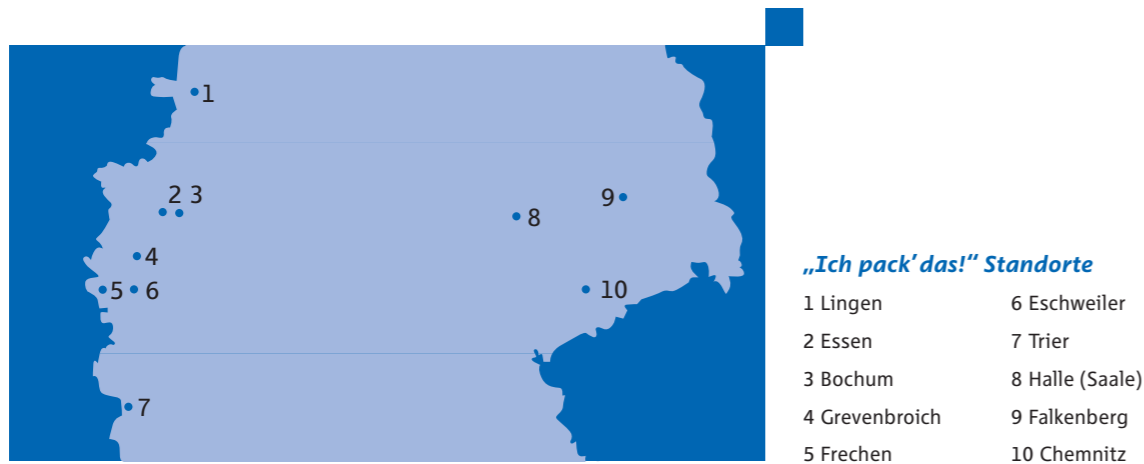 1
2 3
9
8
4
5 6
10
7
„Ich pack’ das!“ Standorte
1 Lingen
2 Essen
3 Bochum
4 Grevenbroich
5 Frechen
6 Eschweiler
7 Trier
8 Halle (Saale)
9 Falkenberg
10 Chemnitz